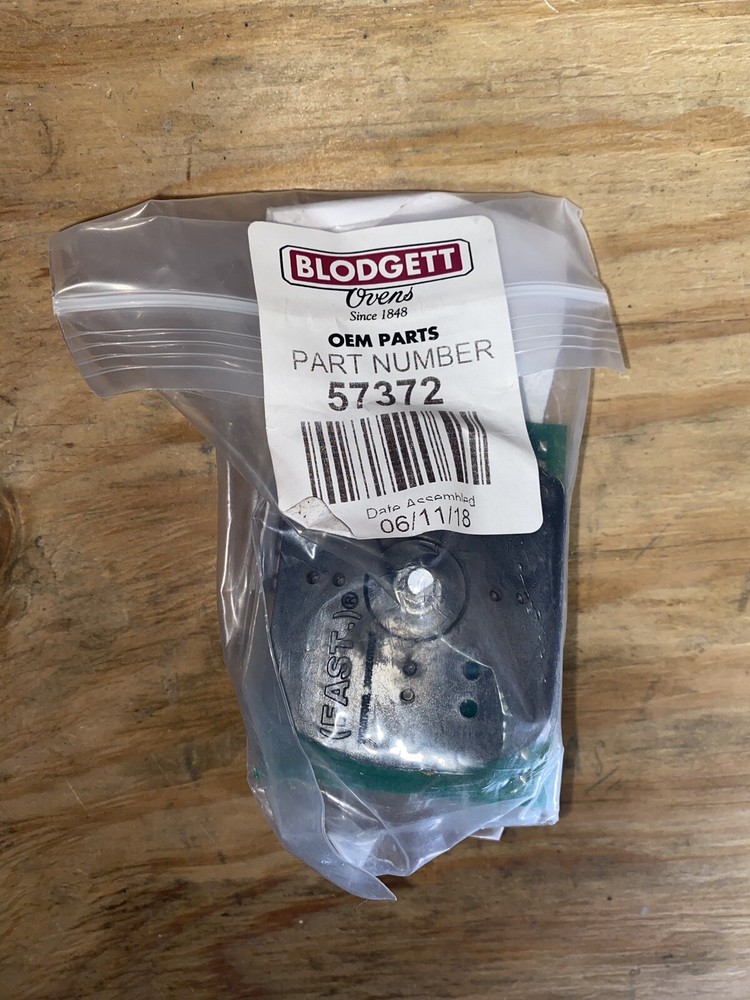 BLODGETT
Ovens
Since 1848
OEM PARTS
PART NUMBER
57372
Date Assembled
06/11/18
(FAST.)®